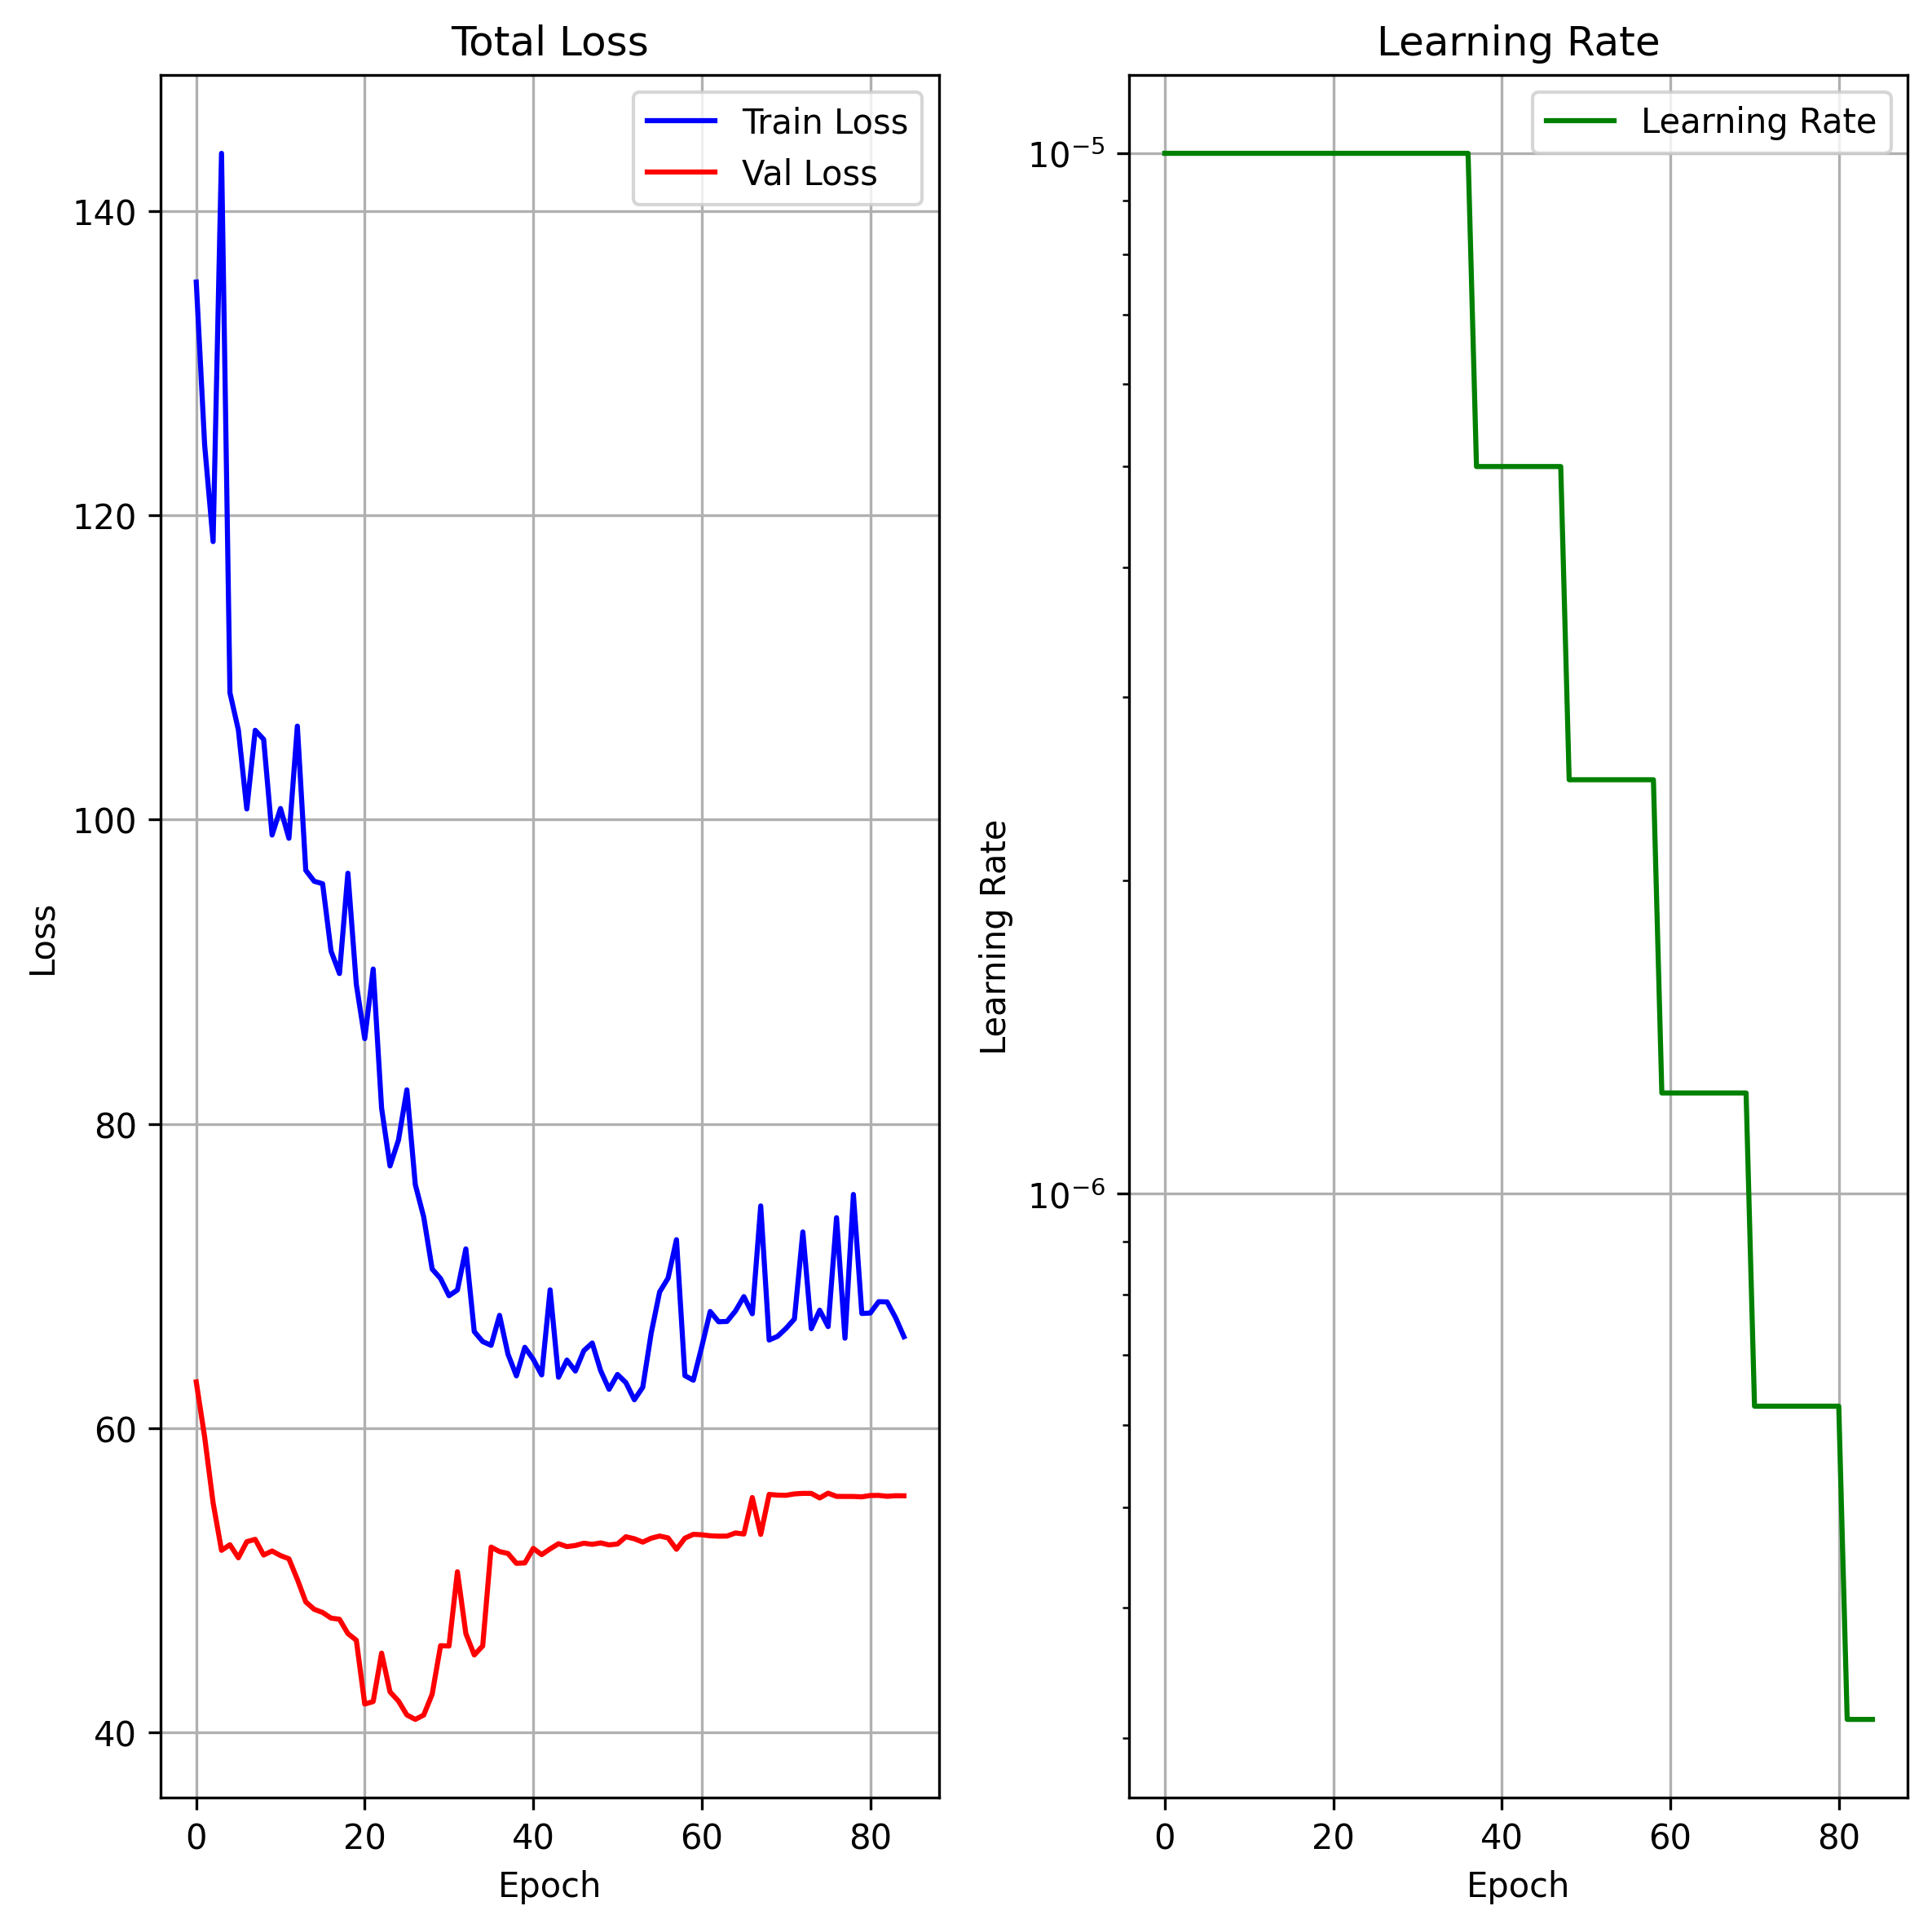 Total Loss
Train Loss
Val Loss
140
120
100
80
60
40
Loss
0 20 40 60 80
Epoch
Learning Rate
Learning Rate
10⁻⁵
10⁻⁶
Learning Rate
0 20 40 60 80
Epoch